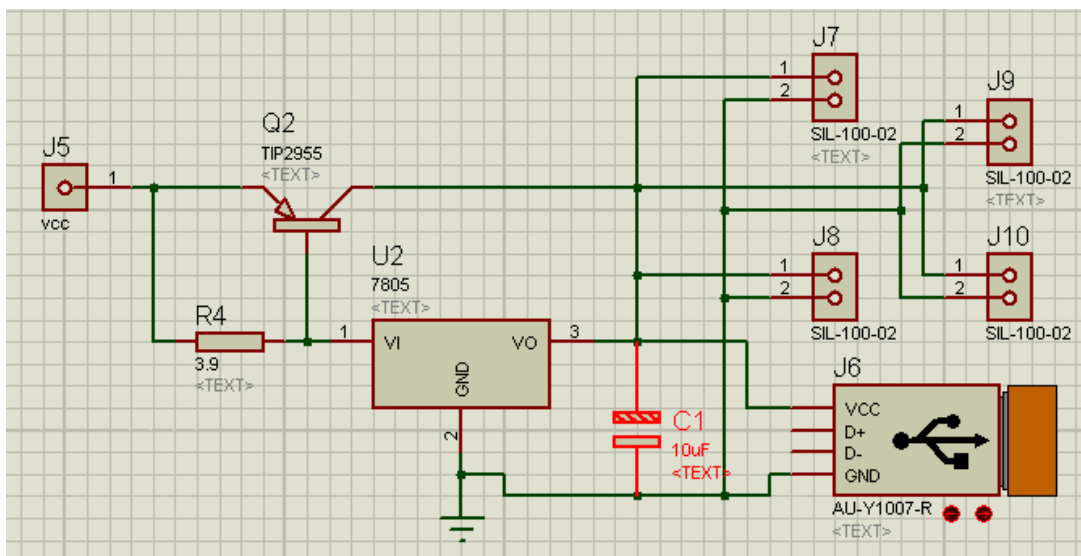 J7
1
2
SIL-100-02
<TEXT>
J9
1
2
SIL-100-02
<TEXT>
Q2
TIP2955
<TEXT>
J5
1
vcc
U2
7805
<TEXT>
J8
1
2
SIL-100-02
J10
1
2
SIL-100-02
R4
3.9
<TEXT>
1
VI
VO
3
GND
2
C1
10uF
<TEXT>
J6
VCC
D+
D-
GND
AU-Y1007-R
<TEXT>